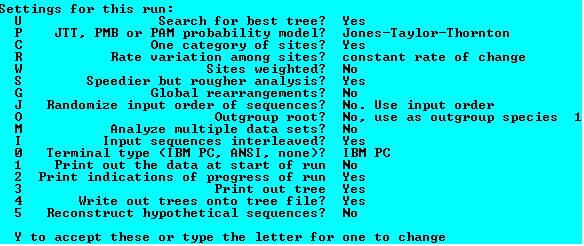 Settings for this run:
U Search for best tree? Yes
P JTT, PMB or PAM probability model? Jones-Taylor-Thornton
C One category of sites? Yes
R Rate variation among sites? constant rate of change
W Sites weighted? No
S Speedier but rougher analysis? Yes
G Global rearrangements? No
J Randomize input order of sequences? No. Use input order
O Outgroup root? No, use as outgroup species 1
M Analyze multiple data sets? No
I Input sequences interleaved? Yes
0 Terminal type (IBM PC, ANSI, none)? IBM PC
1 Print out the data at start of run No
2 Print indications of progress of run Yes
3 Print out tree Yes
4 Write out trees onto tree file? Yes
5 Reconstruct hypothetical sequences? No
Y to accept these or type the letter for one to change